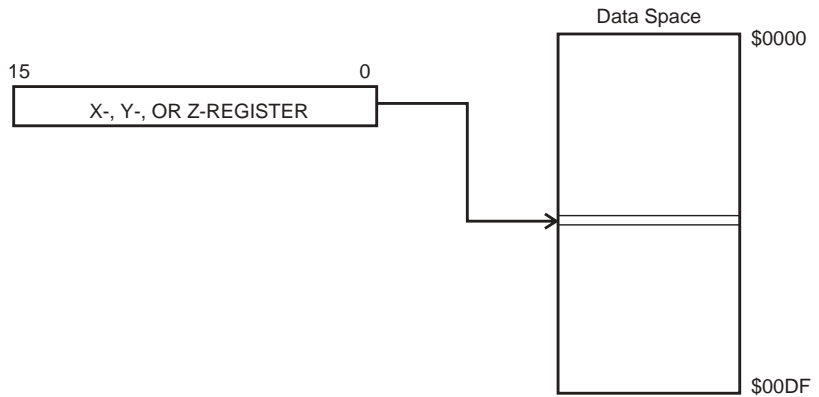 Data Space
$0000
15 0
X-, Y-, OR Z-REGISTER
$00DF